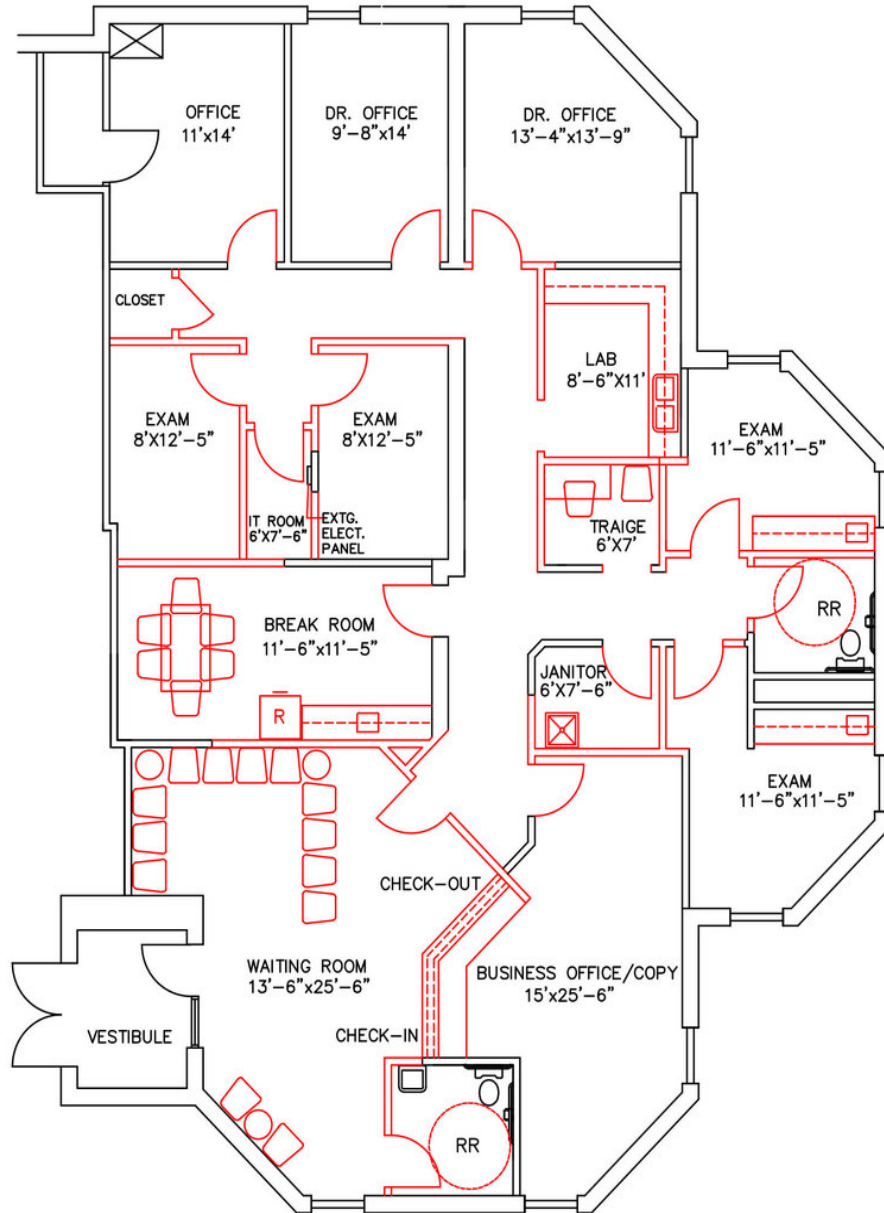 OFFICE
11'x14'
DR. OFFICE
9'-8"x14'
DR. OFFICE
13'-4"x13'-9"
CLOSET
LAB
8'-6"X11'
EXAM
8'X12'-5"
EXAM
8'X12'-5"
EXAM
11'-6"x11'-5"
IT ROOM
6'X7'-6"
EXTG.
ELECT.
PANEL
TRAIGE
6'X7'
BREAK ROOM
11'-6"x11'-5"
RR
JANITOR
6'X7'-6"
R
EXAM
11'-6"x11'-5"
CHECK-OUT
WAITING ROOM
13'-6"x25'-6"
BUSINESS OFFICE/COPY
15'x25'-6"
VESTIBULE
CHECK-IN
RR